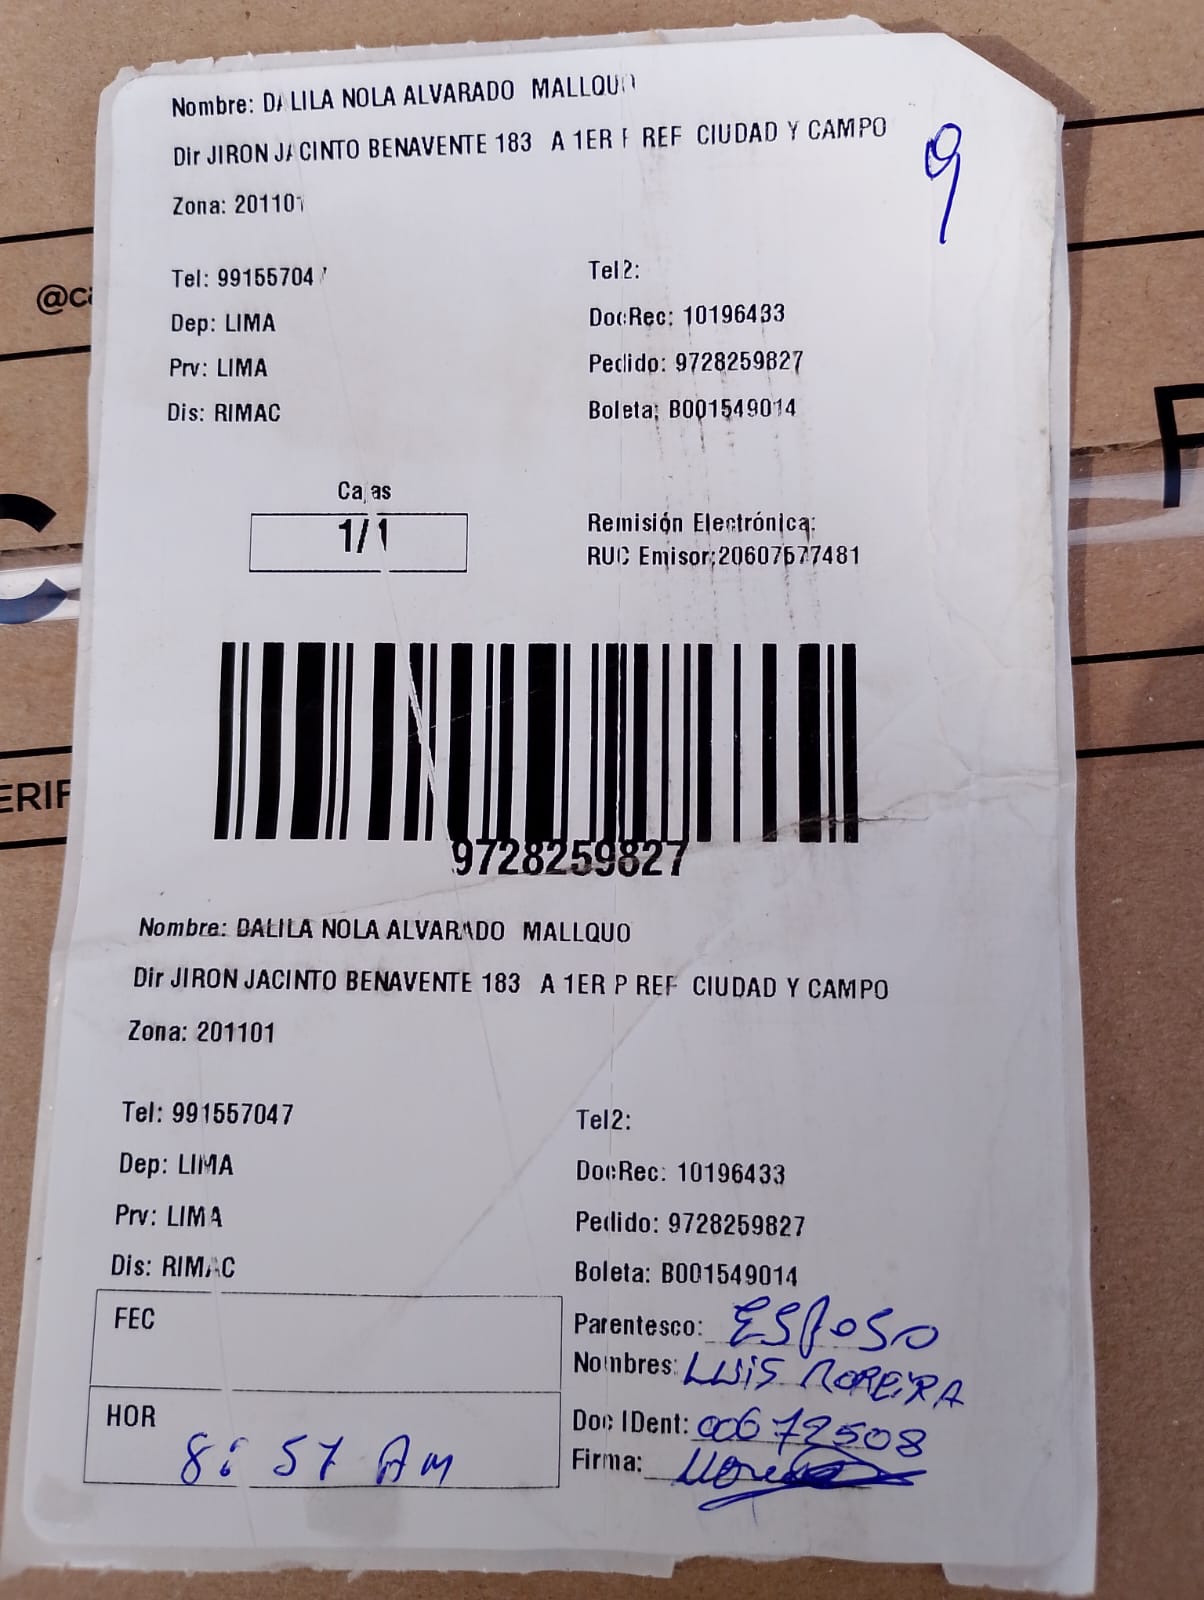 Nombre: DALILA NOLA ALVARADO MALLQUO
Dir JIRON JACINTO BENAVENTE 183 A 1ER P REF CIUDAD Y CAMPO
9
Zona: 201101
Tel: 991557047
Tel2:
Dep: LIMA
DocRec: 10196433
Prv: LIMA
Pedido: 9728259827
Dis: RIMAC
Boleta: B001549014
Cajas
1/1
Remisión Electrónica:
RUC Emisor:20607577481
9728259827
Nombre: DALILA NOLA ALVARADO MALLQUO
Dir JIRON JACINTO BENAVENTE 183 A 1ER P REF CIUDAD Y CAMPO
Zona: 201101
Tel: 991557047
Tel2:
Dep: LIMA
DocRec: 10196433
Prv: LIMA
Pedido: 9728259827
Dis: RIMAC
Boleta: B001549014
FEC
Parentesco: ESPOSO
Nombres: LUIS MOREIRA
HOR
8:57 AM
Doc IDent: 00672508
Firma: